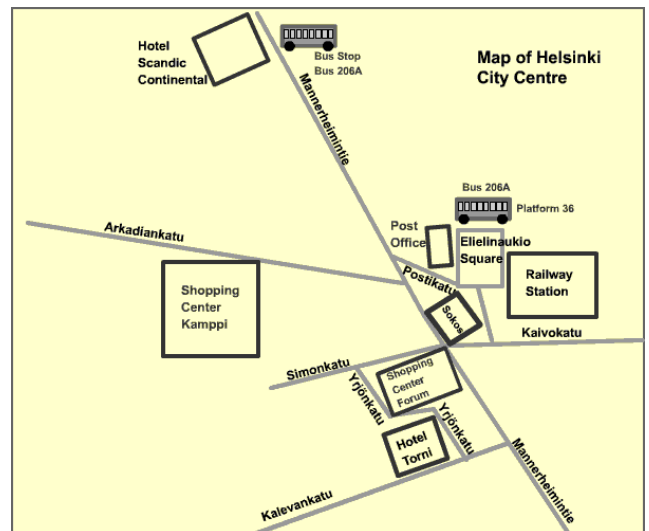 Hotel
Scandic
Continental
Bus Stop
Bus 206A
Map of Helsinki
City Centre
Mannerheimintie
Bus 206A
Platform 36
Arkadiankatu
Post
Office
Elielinaukio
Square
Postikatu
Railway
Station
Shopping
Center
Kamppi
Sokos
Kaivokatu
Simonkatu
Shopping
Center
Forum
Yrjönkatu
Yrjönkatu
Hotel
Torni
Mannerheimintie
Kalevankatu